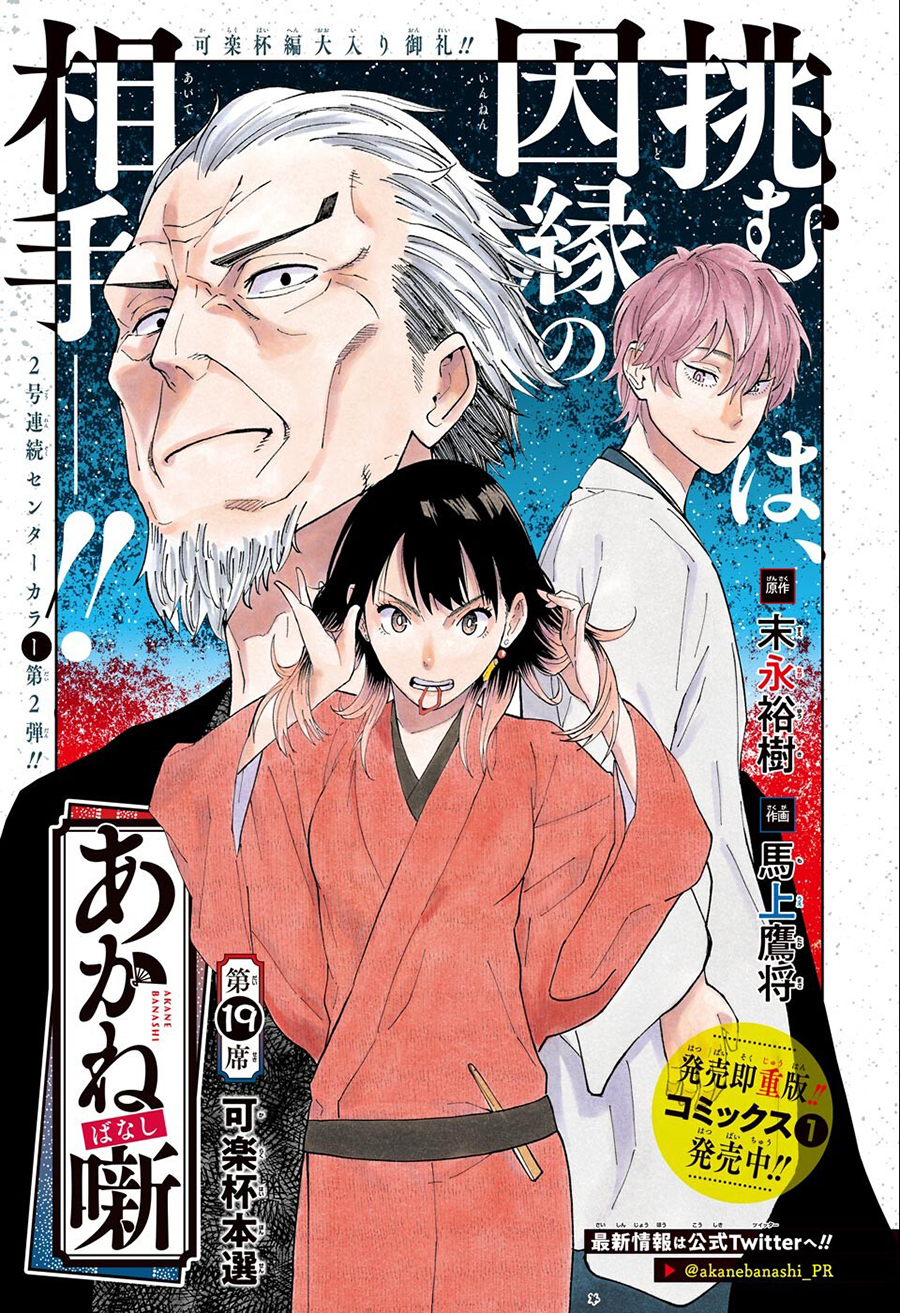 可楽杯編大入り御礼!!
挑むは、
因縁の
相手――!!
2号連続センターカラー第2弾!!
原作
末永裕樹
作画
馬上鷹将
あかね
ばなし
噺
AKANE
BANASHI
第19席
可楽杯本選
発売即重版!!
コミックス1
発売中!!
最新情報は公式Twitterへ!!
@akanebanashi_PR